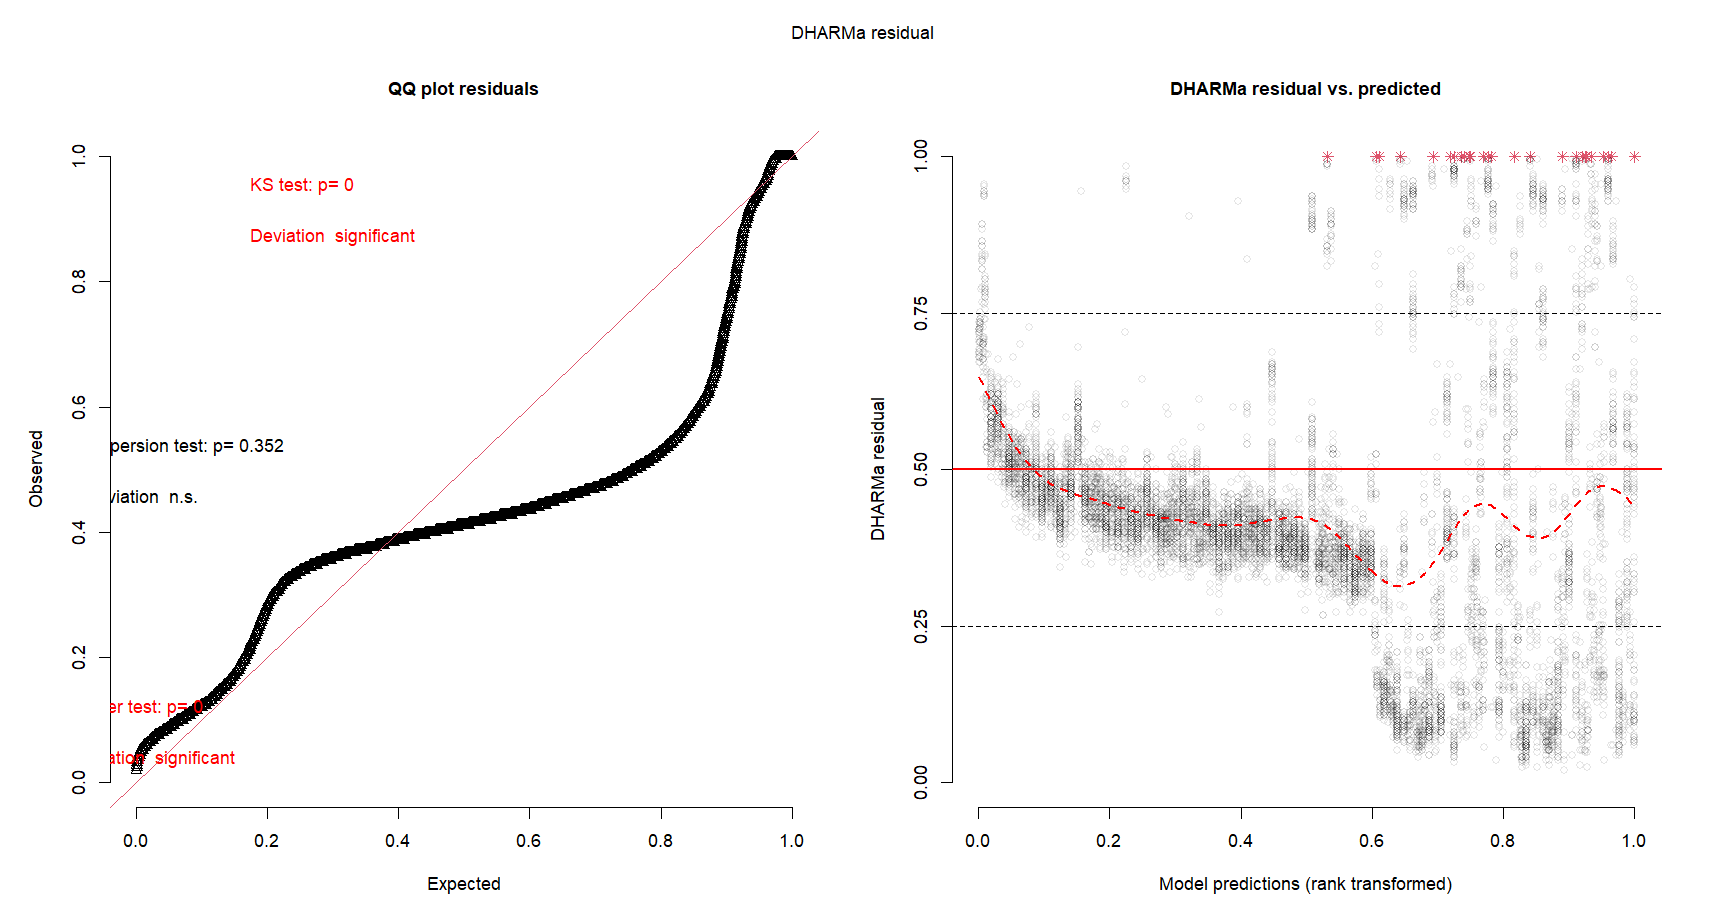 DHARMa residual
QQ plot residuals
KS test: p= 0
Deviation  significant
persion test: p= 0.352
viation  n.s.
er test: p= 0
ation  significant
Observed
0.0 0.2 0.4 0.6 0.8 1.0
0.0 0.2 0.4 0.6 0.8 1.0
Expected
DHARMa residual vs. predicted
DHARMa residual
0.00 0.25 0.50 0.75 1.00
0.0 0.2 0.4 0.6 0.8 1.0
Model predictions (rank transformed)